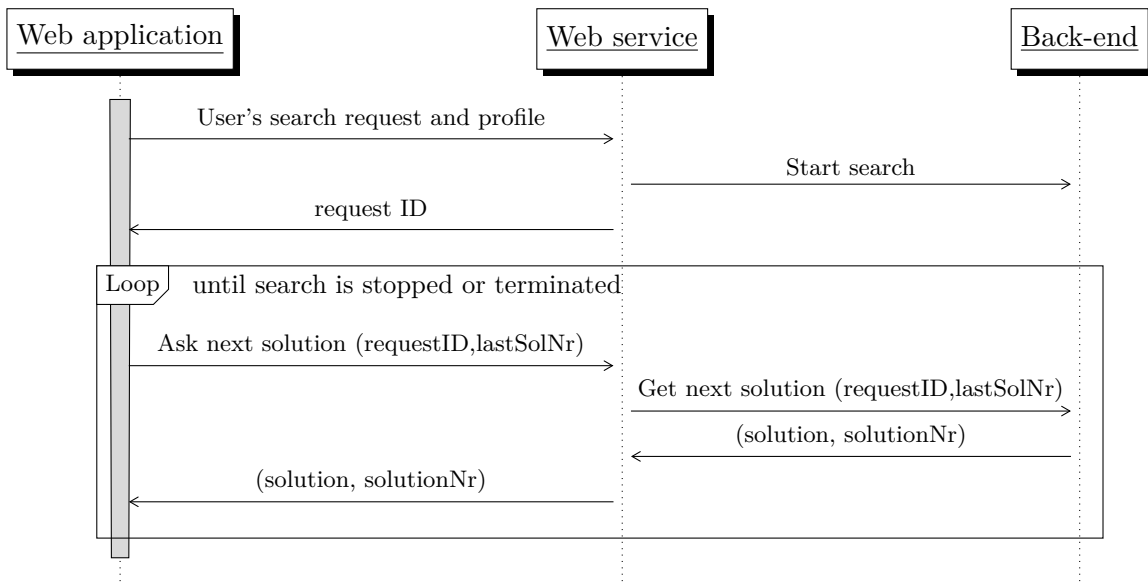 Web application
Web service
Back-end
User's search request and profile
Start search
request ID
Loop
until search is stopped or terminated
Ask next solution (requestID,lastSolNr)
Get next solution (requestID,lastSolNr)
(solution, solutionNr)
(solution, solutionNr)